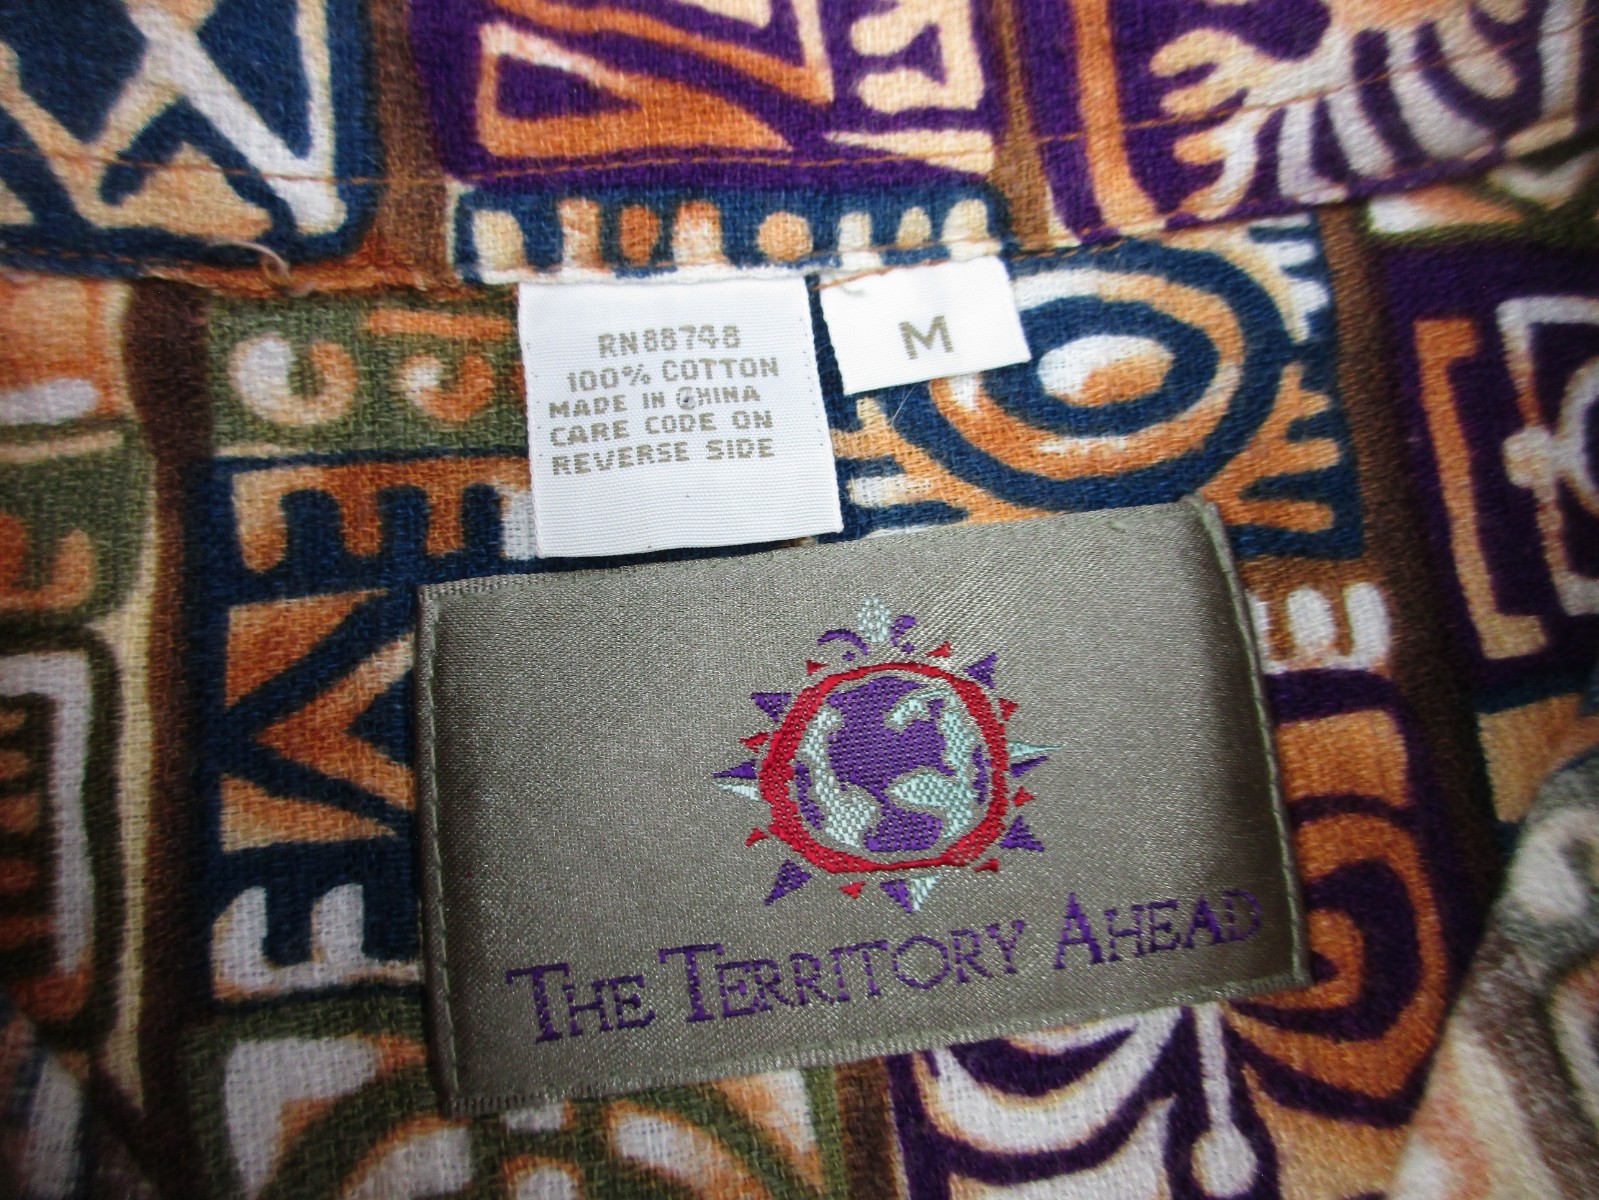 RN88748
100% COTTON
MADE IN CHINA
CARE CODE ON
REVERSE SIDE
M
THE TERRITORY AHEAD